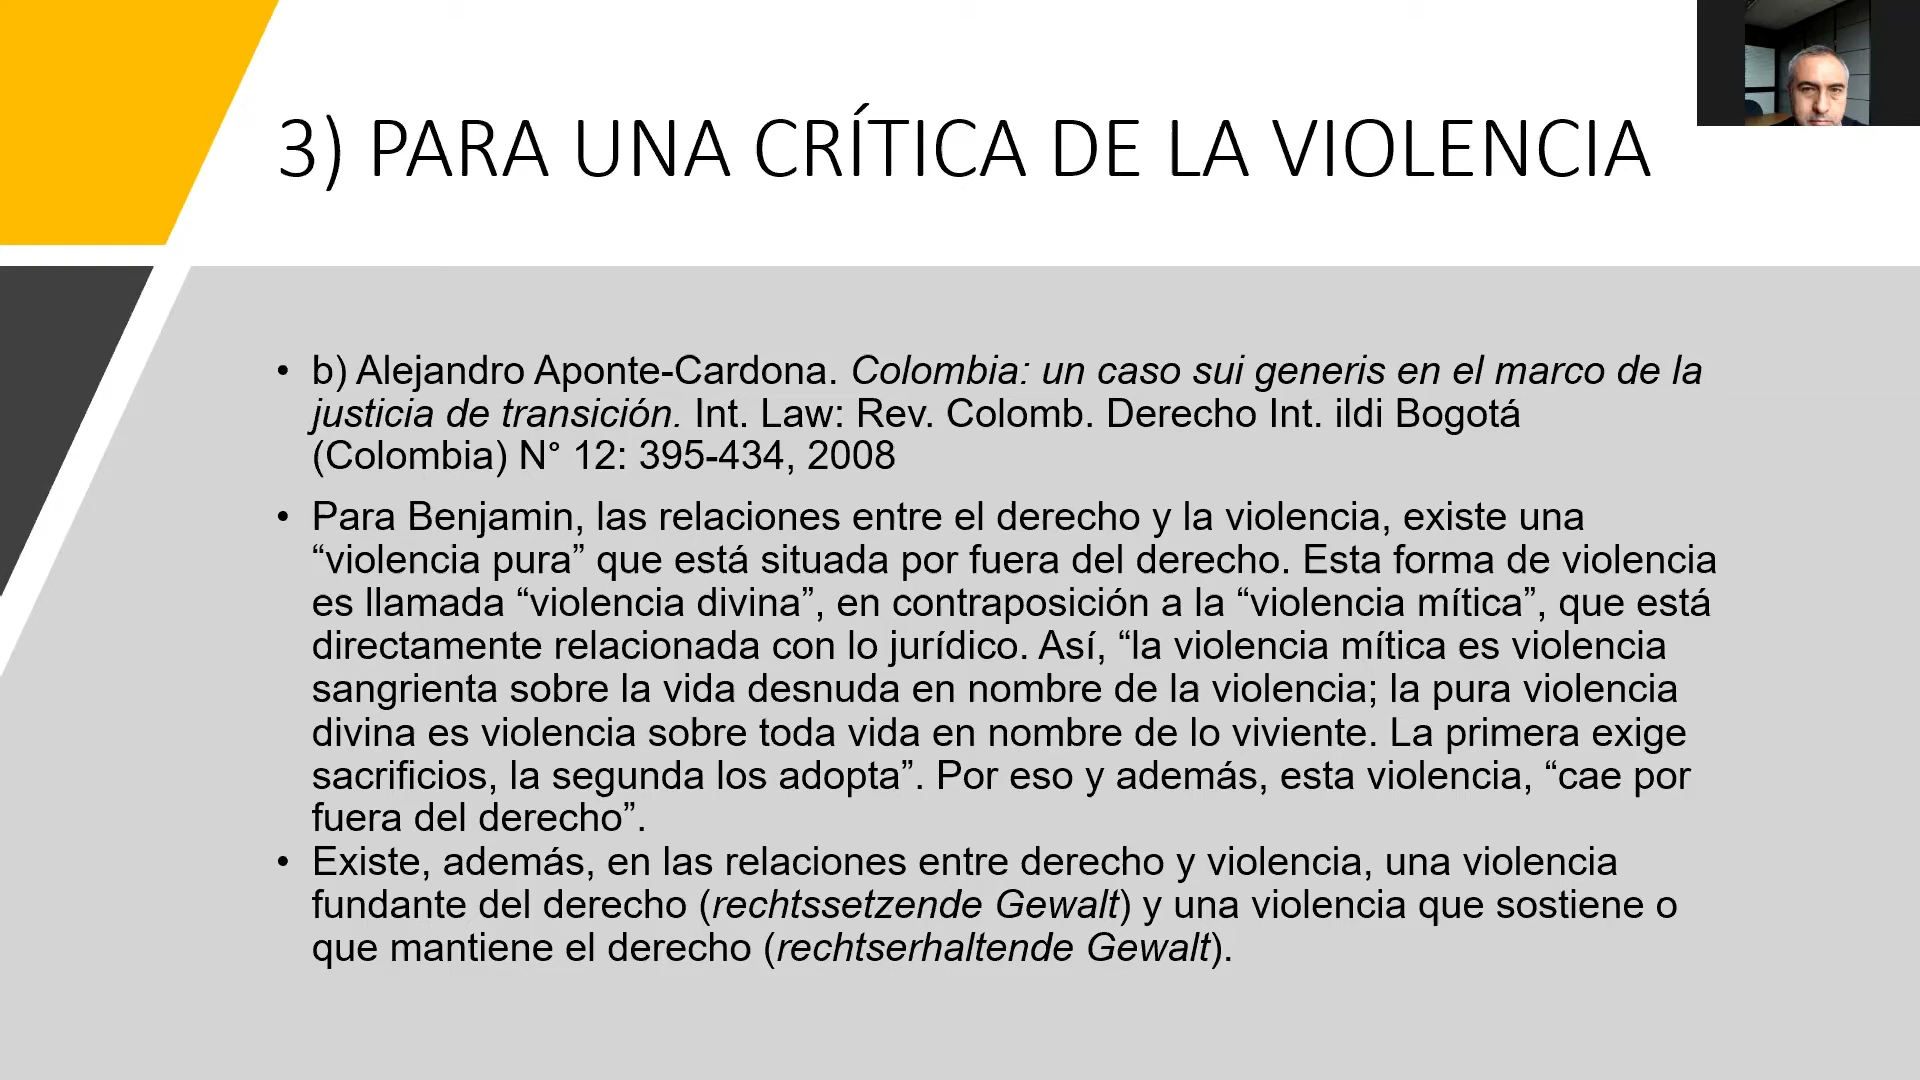 3) PARA UNA CRÍTICA DE LA VIOLENCIA
• b) Alejandro Aponte-Cardona. Colombia: un caso sui generis en el marco de la
justicia de transición. Int. Law: Rev. Colomb. Derecho Int. ildi Bogotá
(Colombia) N° 12: 395-434, 2008
• Para Benjamin, las relaciones entre el derecho y la violencia, existe una
“violencia pura” que está situada por fuera del derecho. Esta forma de violencia
es llamada “violencia divina”, en contraposición a la “violencia mítica”, que está
directamente relacionada con lo jurídico. Así, “la violencia mítica es violencia
sangrienta sobre la vida desnuda en nombre de la violencia; la pura violencia
divina es violencia sobre toda vida en nombre de lo viviente. La primera exige
sacrificios, la segunda los adopta”. Por eso y además, esta violencia, “cae por
fuera del derecho”.
• Existe, además, en las relaciones entre derecho y violencia, una violencia
fundante del derecho (rechtssetzende Gewalt) y una violencia que sostiene o
que mantiene el derecho (rechtserhaltende Gewalt).